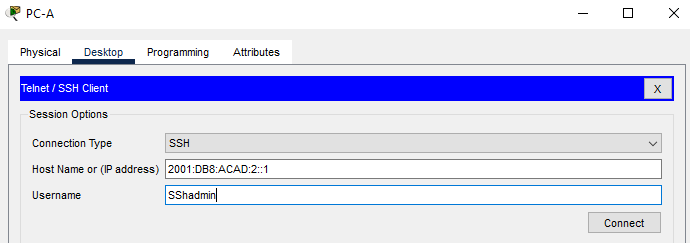 PC-A
Physical Desktop Programming Attributes
Telnet / SSH Client X
Session Options
Connection Type SSH
Host Name or (IP address) 2001:DB8:ACAD:2::1
Username SShadmin
Connect